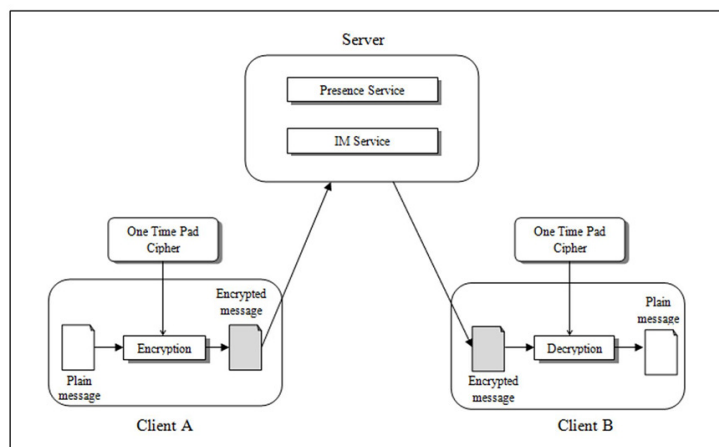 Server
Presence Service
IM Service
One Time Pad
Cipher
One Time Pad
Cipher
Encrypted
message
Plain
message
Encryption
Plain
message
Client A
Decryption
Encrypted
message
Client B